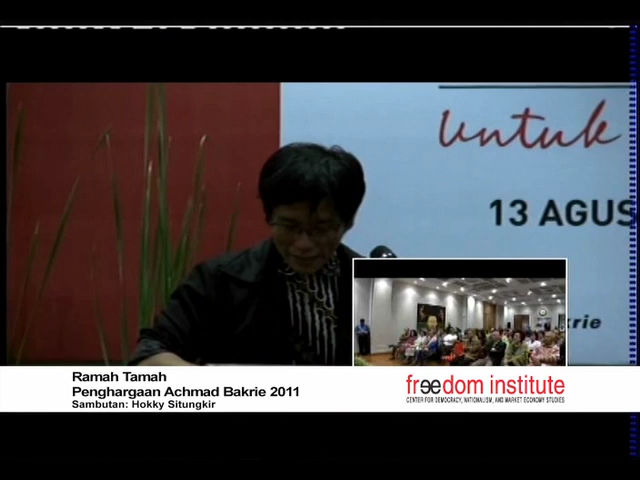 untuk
13 AGUS
krie
Ramah Tamah
Penghargaan Achmad Bakrie 2011
Sambutan: Hokky Situngkir
freedom institute
CENTER FOR DEMOCRACY, NATIONALISM, AND MARKET ECONOMY STUDIES